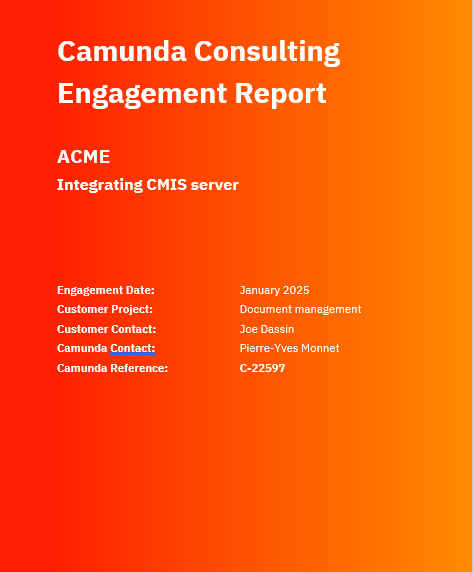 Camunda Consulting
Engagement Report
ACME
Integrating CMIS server
Engagement Date: January 2025
Customer Project: Document management
Customer Contact: Joe Dassin
Camunda Contact: Pierre-Yves Monnet
Camunda Reference: C-22597